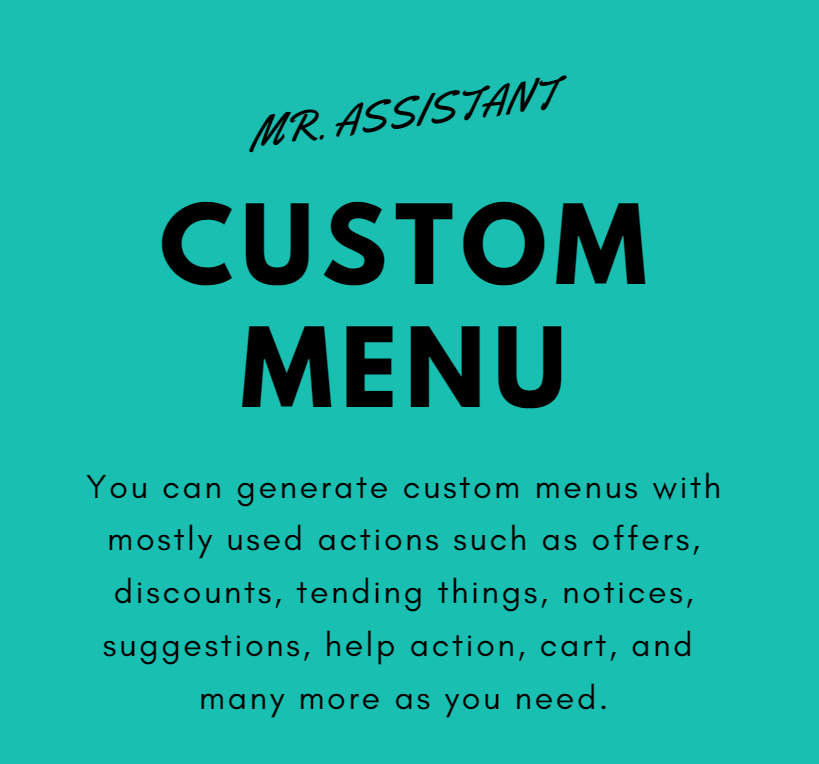 MR. ASSISTANT
CUSTOM
MENU
You can generate custom menus with
mostly used actions such as offers,
discounts, tending things, notices,
suggestions, help action, cart, and
many more as you need.